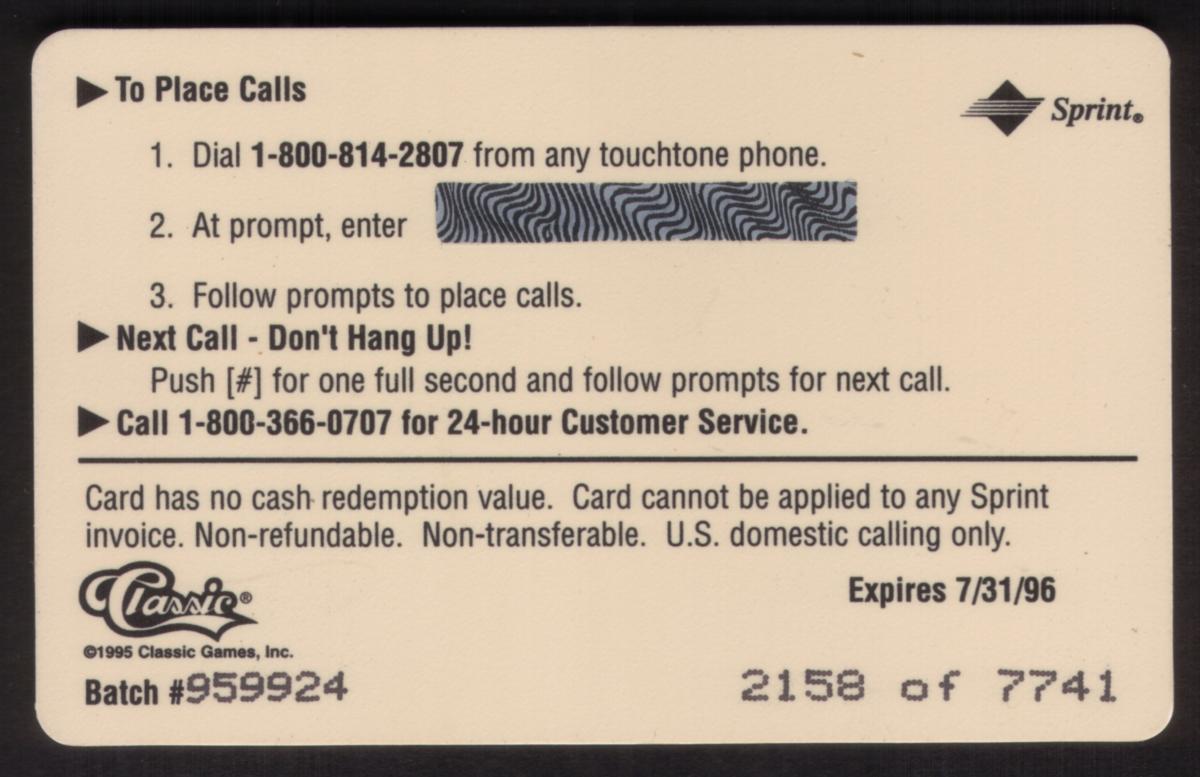 ▶ To Place Calls
Sprint®
1. Dial 1-800-814-2807 from any touchtone phone.
2. At prompt, enter
3. Follow prompts to place calls.
▶ Next Call - Don't Hang Up!
Push [#] for one full second and follow prompts for next call.
▶ Call 1-800-366-0707 for 24-hour Customer Service.
Card has no cash redemption value. Card cannot be applied to any Sprint
invoice. Non-refundable. Non-transferable. U.S. domestic calling only.
Classic®
Expires 7/31/96
©1995 Classic Games, Inc.
Batch #959924
2158 of 7741